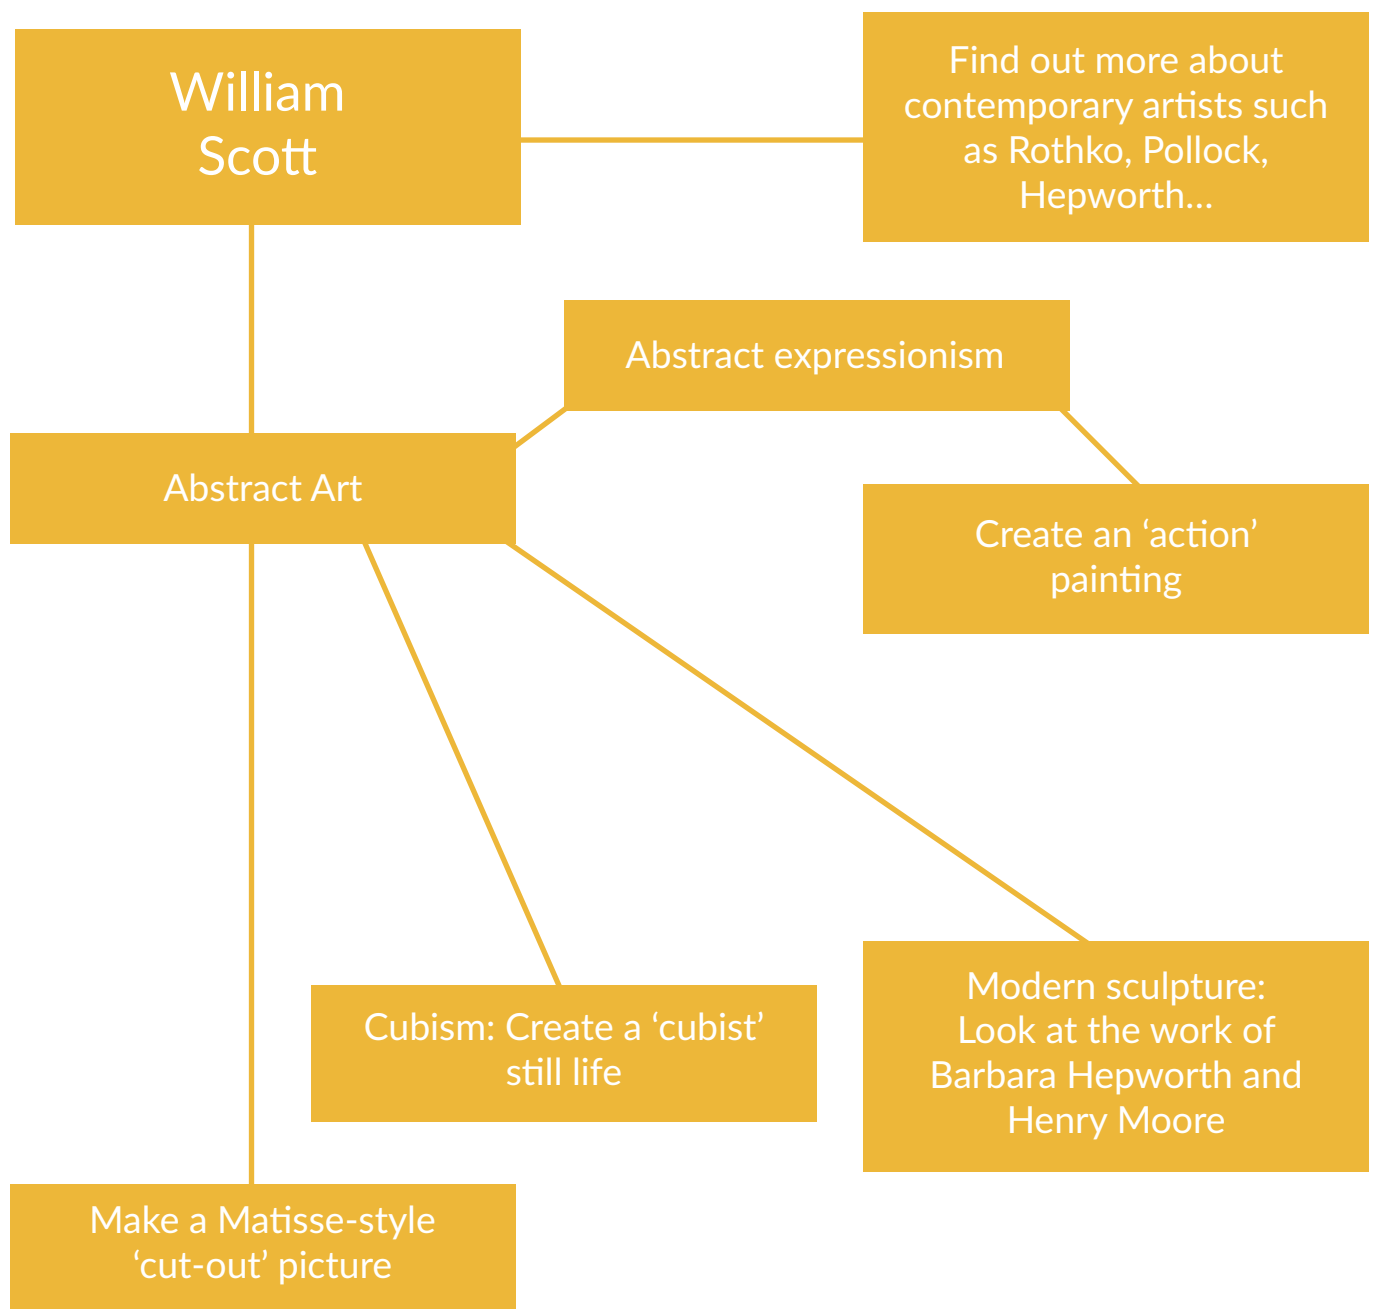 William
Scott
Find out more about
contemporary artists such
as Rothko, Pollock,
Hepworth...
Abstract expressionism
Abstract Art
Create an ‘action’
painting
Modern sculpture:
Look at the work of
Barbara Hepworth and
Henry Moore
Cubism: Create a ‘cubist’
still life
Make a Matisse-style
‘cut-out’ picture